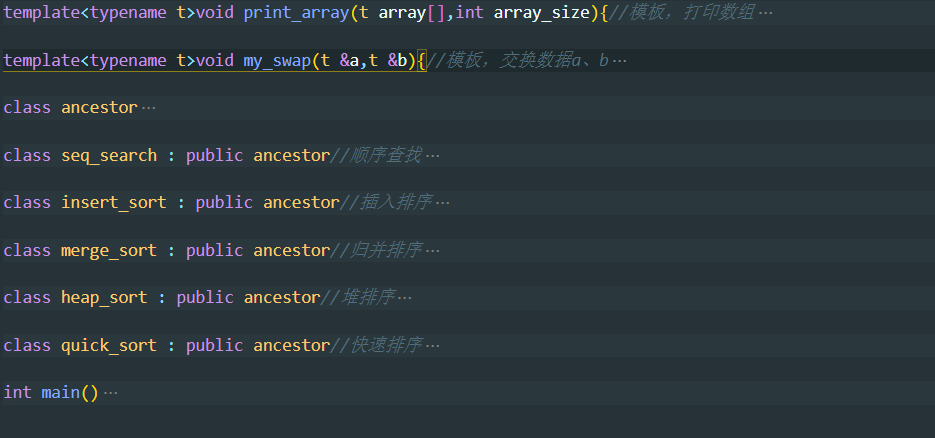 template<typename t>void print_array(t array[],int array_size){//模板，打印数组…
template<typename t>void my_swap(t &a,t &b){//模板，交换数据a、b…
class ancestor…
class seq_search : public ancestor//顺序查找…
class insert_sort : public ancestor//插入排序…
class merge_sort : public ancestor//归并排序…
class heap_sort : public ancestor//堆排序…
class quick_sort : public ancestor//快速排序…
int main()…